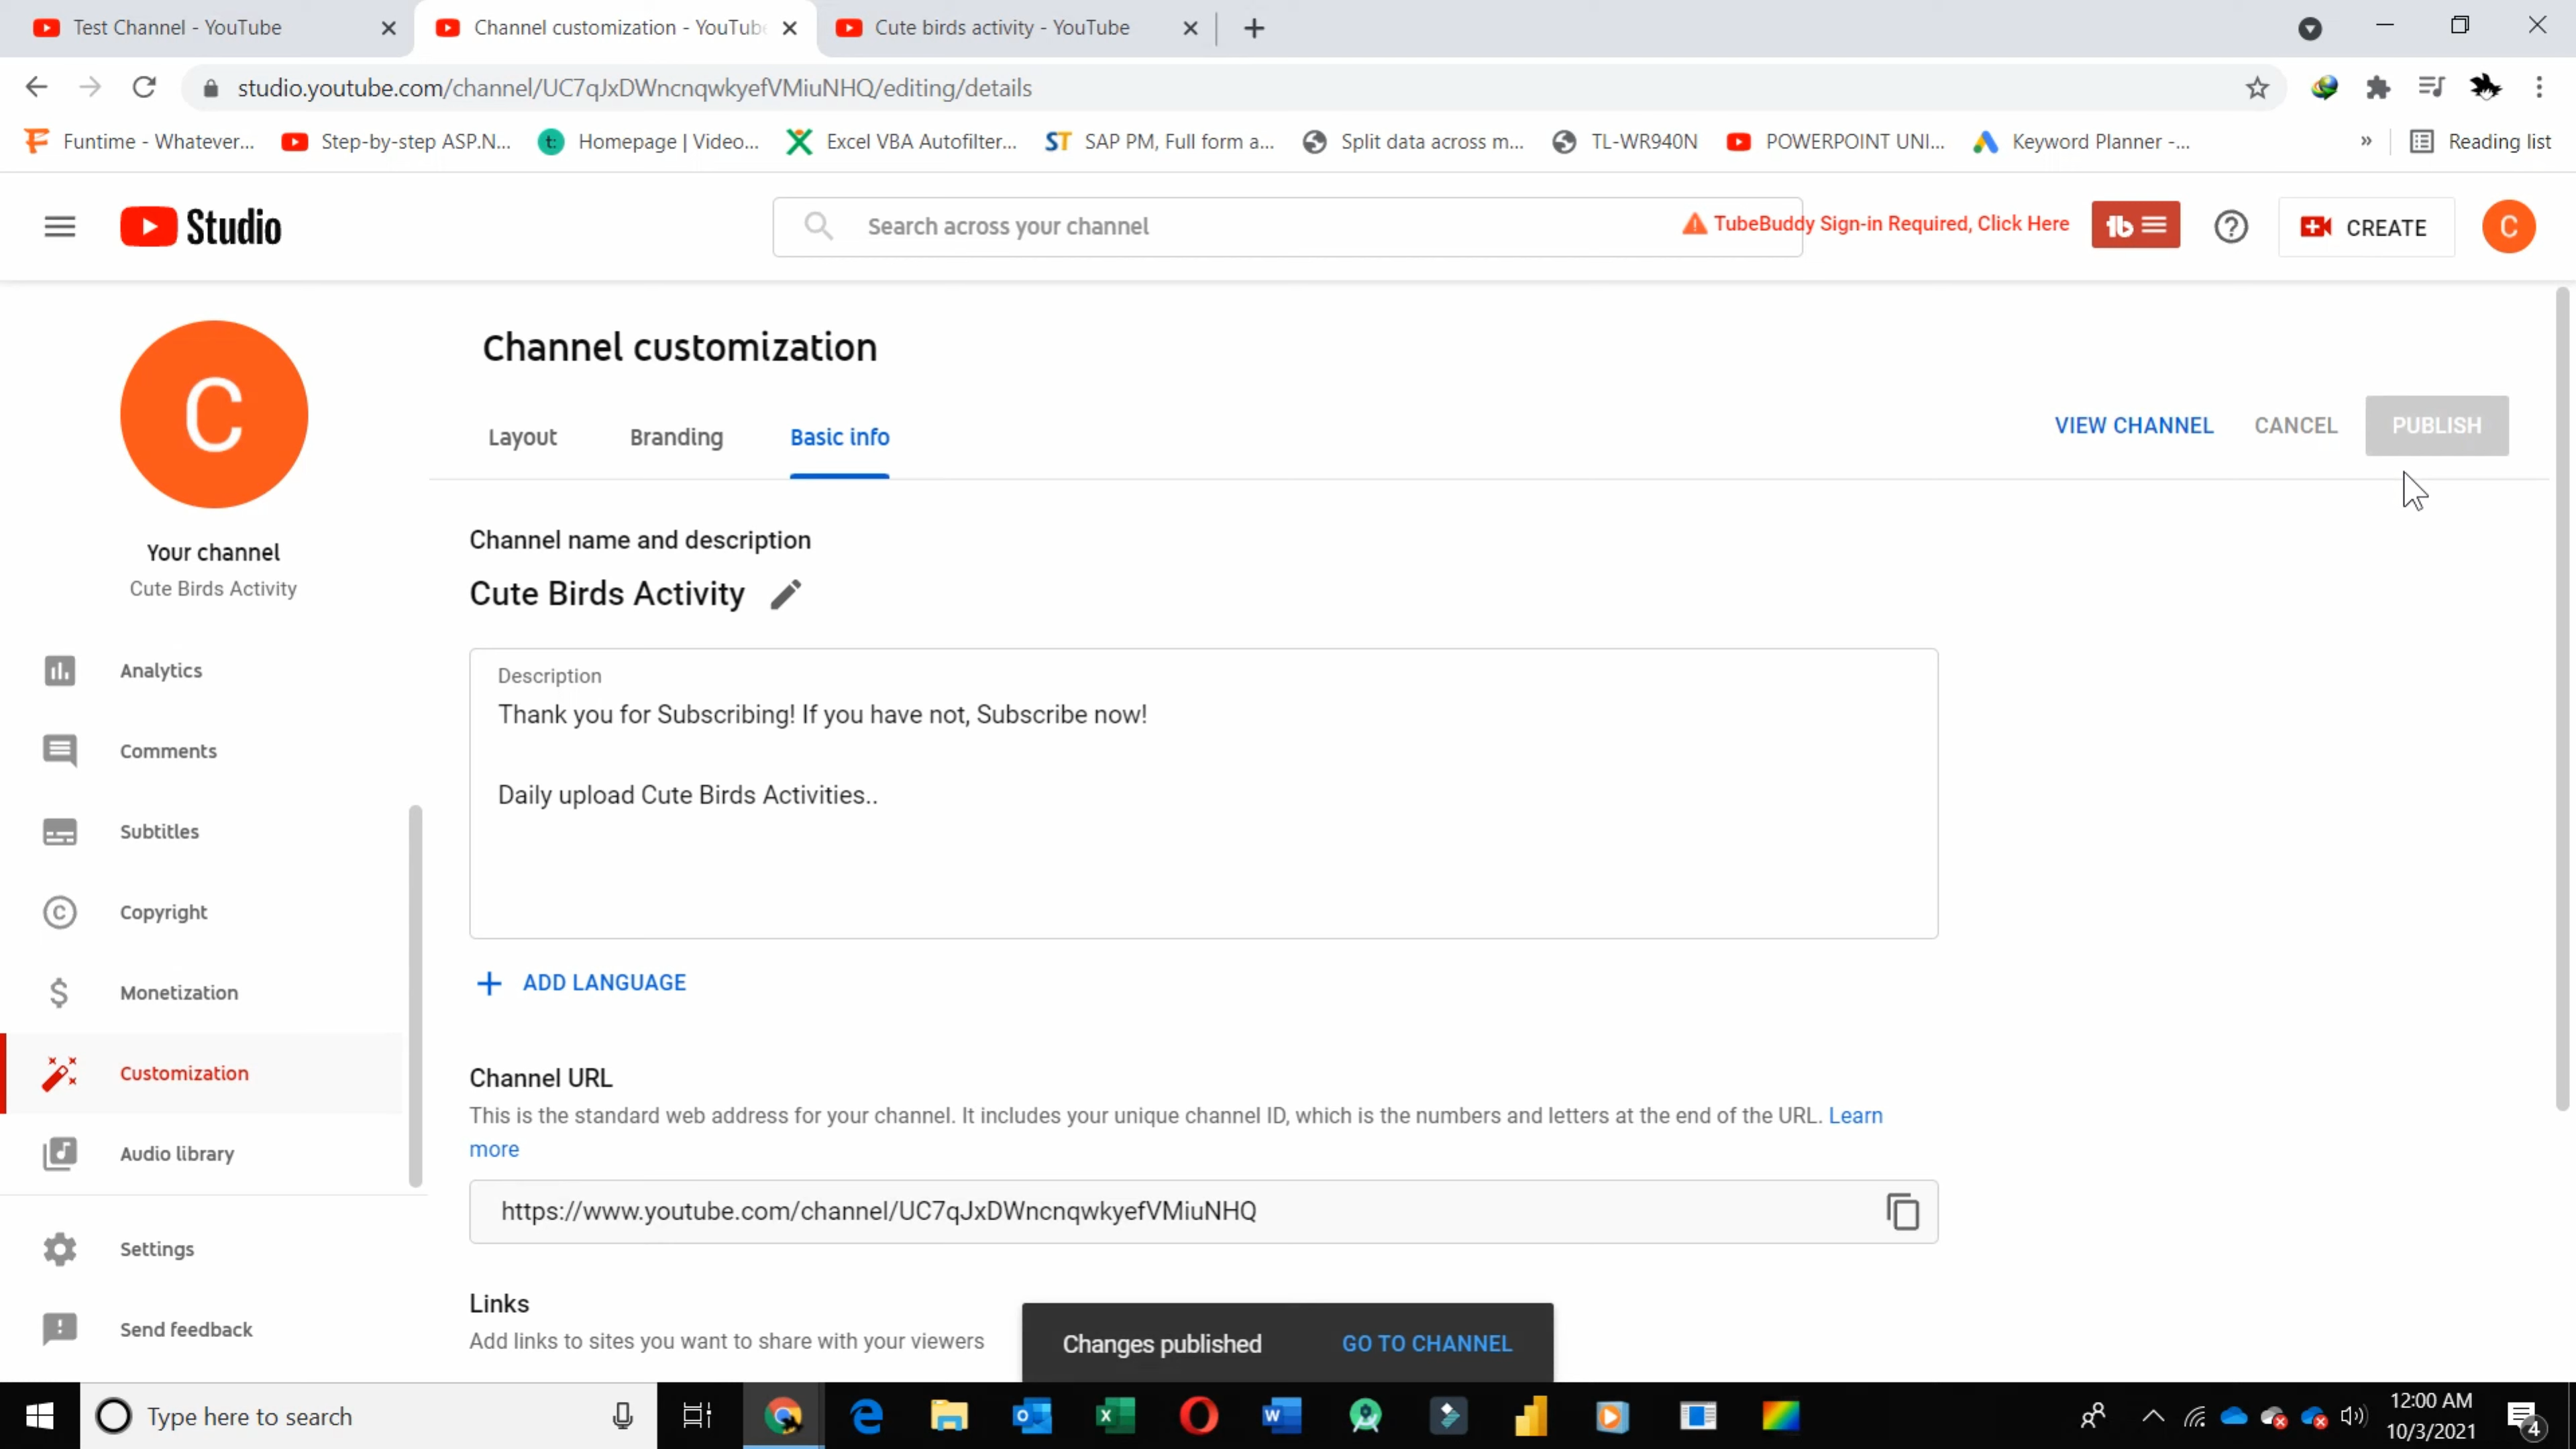 Test Channel - YouTube
Channel customization - YouTube
Cute birds activity - YouTube
studio.youtube.com/channel/UC7qJxDWncnqwkyefVMiuNHQ/editing/details
Funtime - Whatever...
Step-by-step ASP.N...
t:
Homepage | Video...
Excel VBA Autofilter...
ST
SAP PM, Full form a...
Split data across m...
TL-WR940N
POWERPOINT UNI...
Keyword Planner -...
»
Reading list
Studio
Search across your channel
TubeBuddy Sign-in Required, Click Here
tb
CREATE
C
C
Your channel
Cute Birds Activity
Analytics
Comments
Subtitles
Copyright
Monetization
Customization
Audio library
Settings
Send feedback
Channel customization
Layout
Branding
Basic info
VIEW CHANNEL
CANCEL
PUBLISH
Channel name and description
Cute Birds Activity
Description
Thank you for Subscribing! If you have not, Subscribe now!
Daily upload Cute Birds Activities..
+ ADD LANGUAGE
Channel URL
This is the standard web address for your channel. It includes your unique channel ID, which is the numbers and letters at the end of the URL. Learn
more
https://www.youtube.com/channel/UC7qJxDWncnqwkyefVMiuNHQ
Links
Add links to sites you want to share with your viewers
Changes published
GO TO CHANNEL
Type here to search
12:00 AM
10/3/2021
4